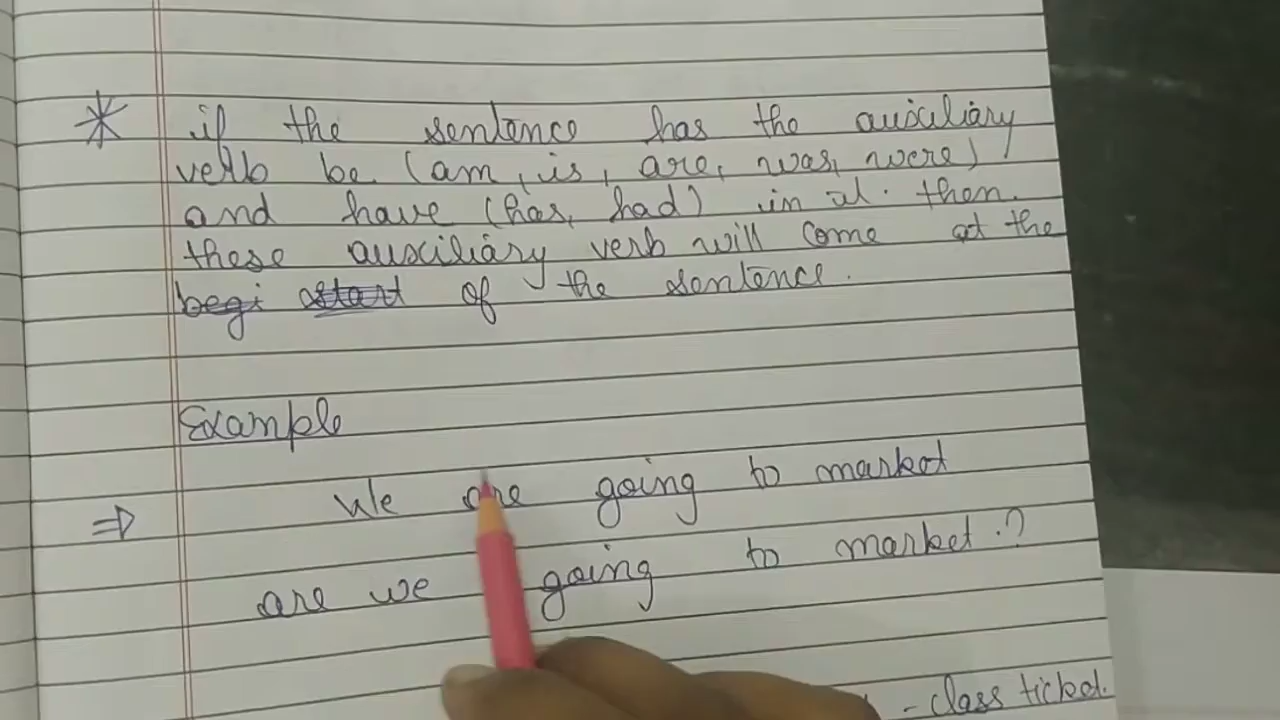 if the sentence has the auxiliary
verb be (am, is, are, was, were)
and have (has, had) in it. then.
these auxiliary verb will come at the
begi start of the sentence.
Example
We are going to market
are we going to market.?
- class ticket.